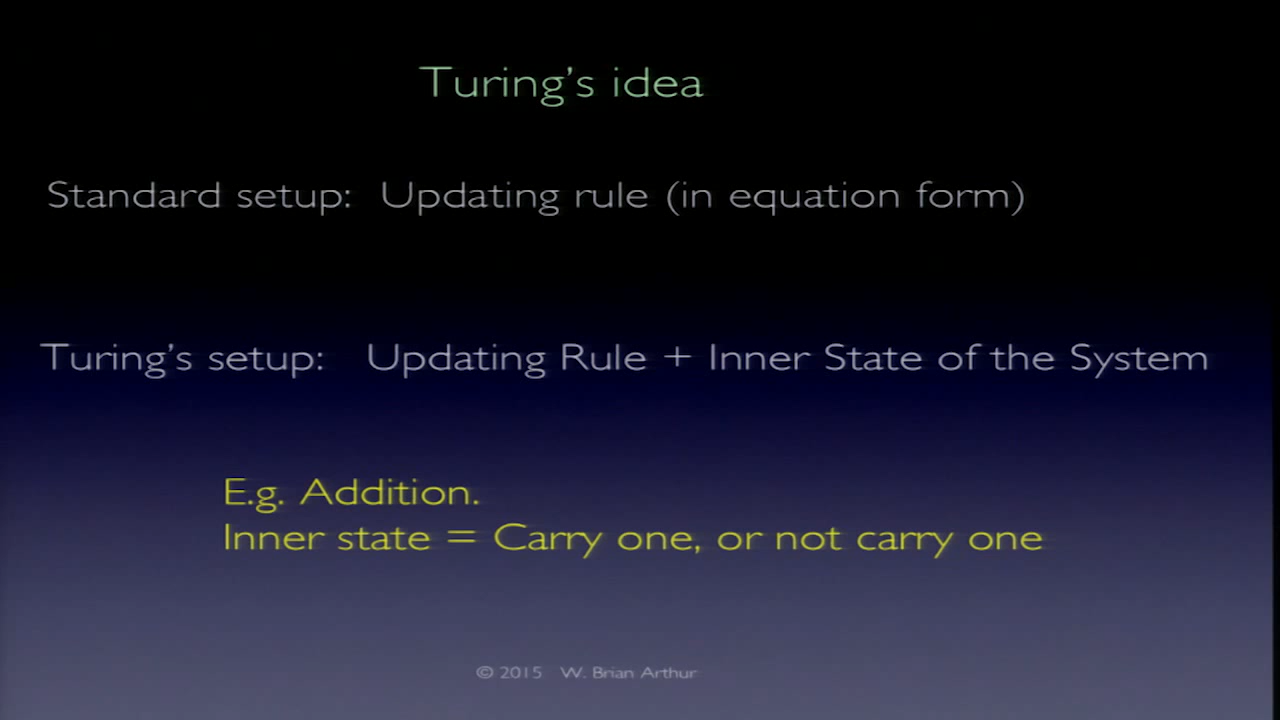 Turing's idea
Standard setup: Updating rule (in equation form)
Turing's setup: Updating Rule + Inner State of the System
E.g. Addition.
Inner state = Carry one, or not carry one
© 2015 W. Brian Arthur